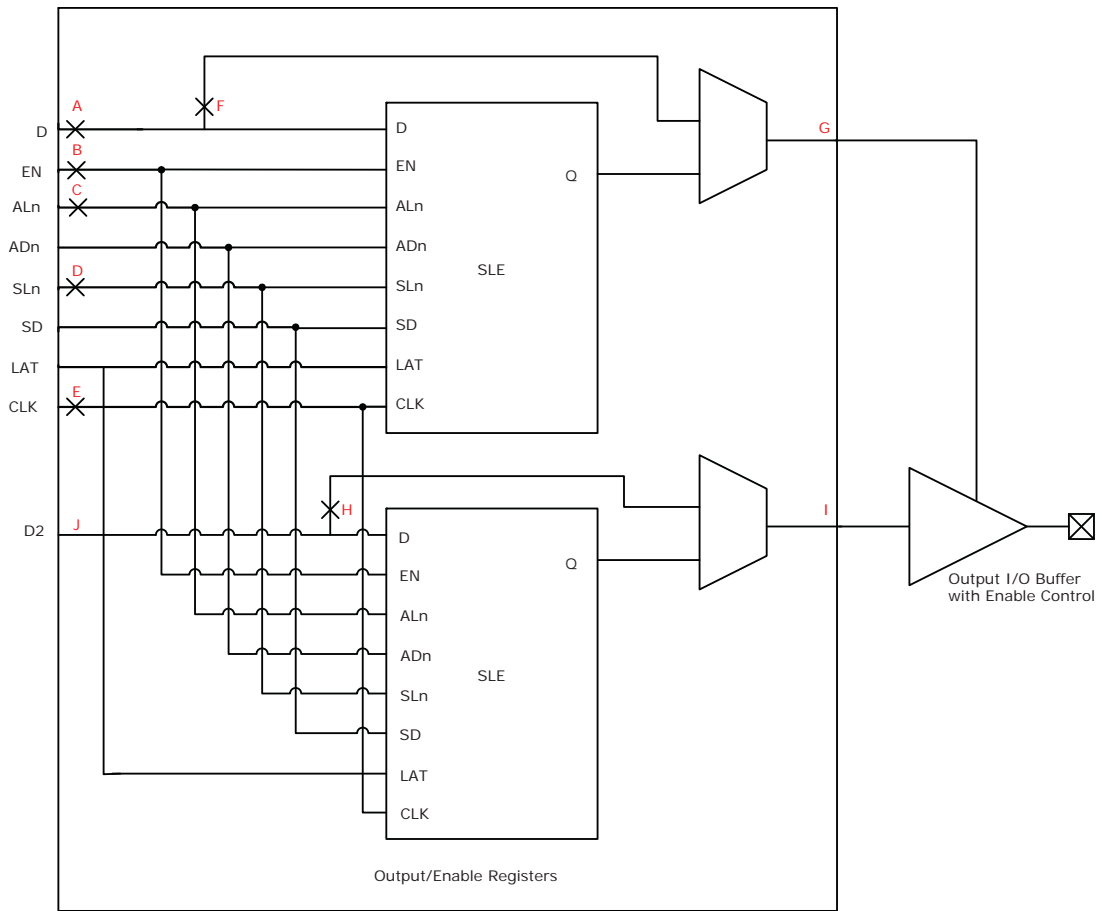 A
F
D
D
G
B
EN
EN
Q
C
ALn
ALn
ADn
ADn
SLE
D
SLn
SLn
SD
SD
LAT
LAT
E
CLK
CLK
H
I
J
D2
D
Q
EN
Output I/O Buffer
with Enable Control
ALn
ADn
SLE
SLn
SD
LAT
CLK
Output/Enable Registers